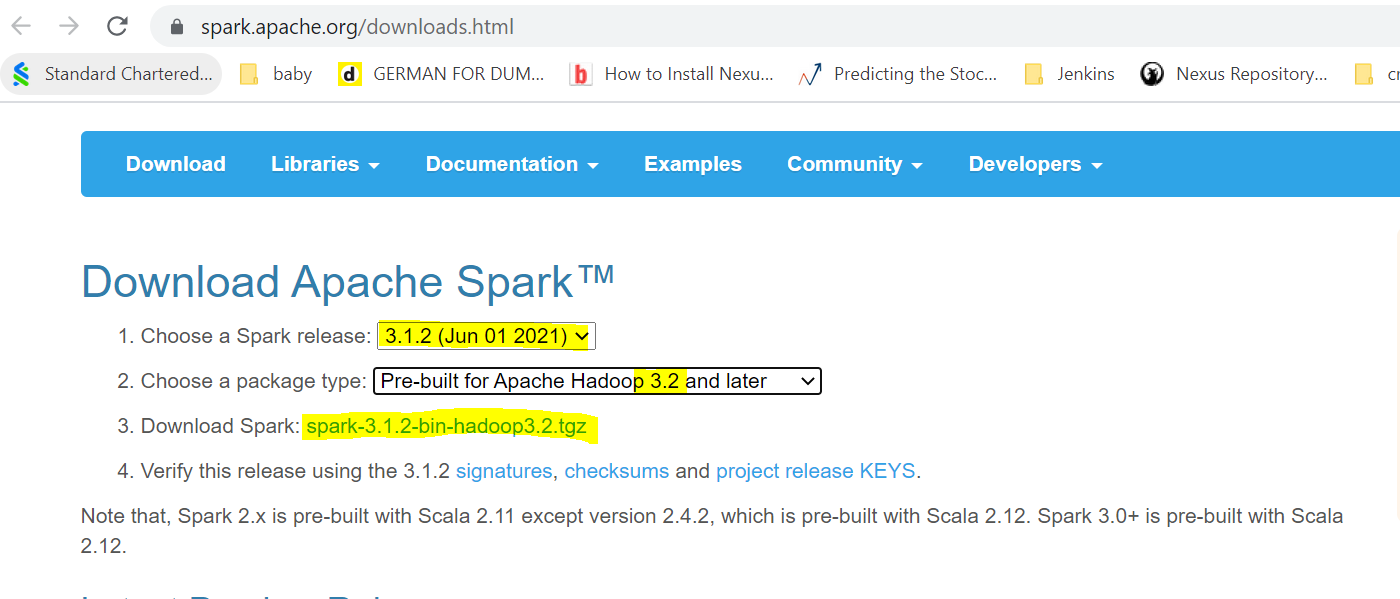 spark.apache.org/downloads.html
Standard Chartered... baby d GERMAN FOR DUM... b How to Install Nexu... Predicting the Stoc... Jenkins Nexus Repository... cr
Download Libraries Documentation Examples Community Developers
Download Apache Spark™
1. Choose a Spark release: 3.1.2 (Jun 01 2021)
2. Choose a package type: Pre-built for Apache Hadoop 3.2 and later
3. Download Spark: spark-3.1.2-bin-hadoop3.2.tgz
4. Verify this release using the 3.1.2 signatures, checksums and project release KEYS.
Note that, Spark 2.x is pre-built with Scala 2.11 except version 2.4.2, which is pre-built with Scala 2.12. Spark 3.0+ is pre-built with Scala
2.12.